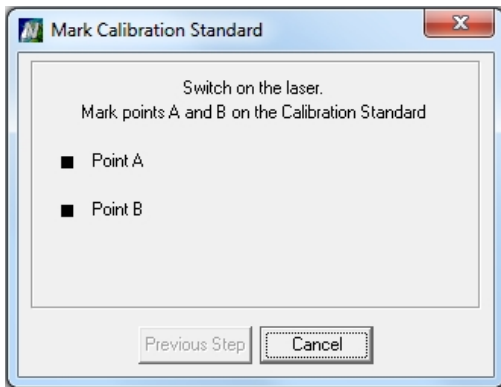 Mark Calibration Standard
Switch on the laser.
Mark points A and B on the Calibration Standard
Point A
Point B
Previous Step
Cancel